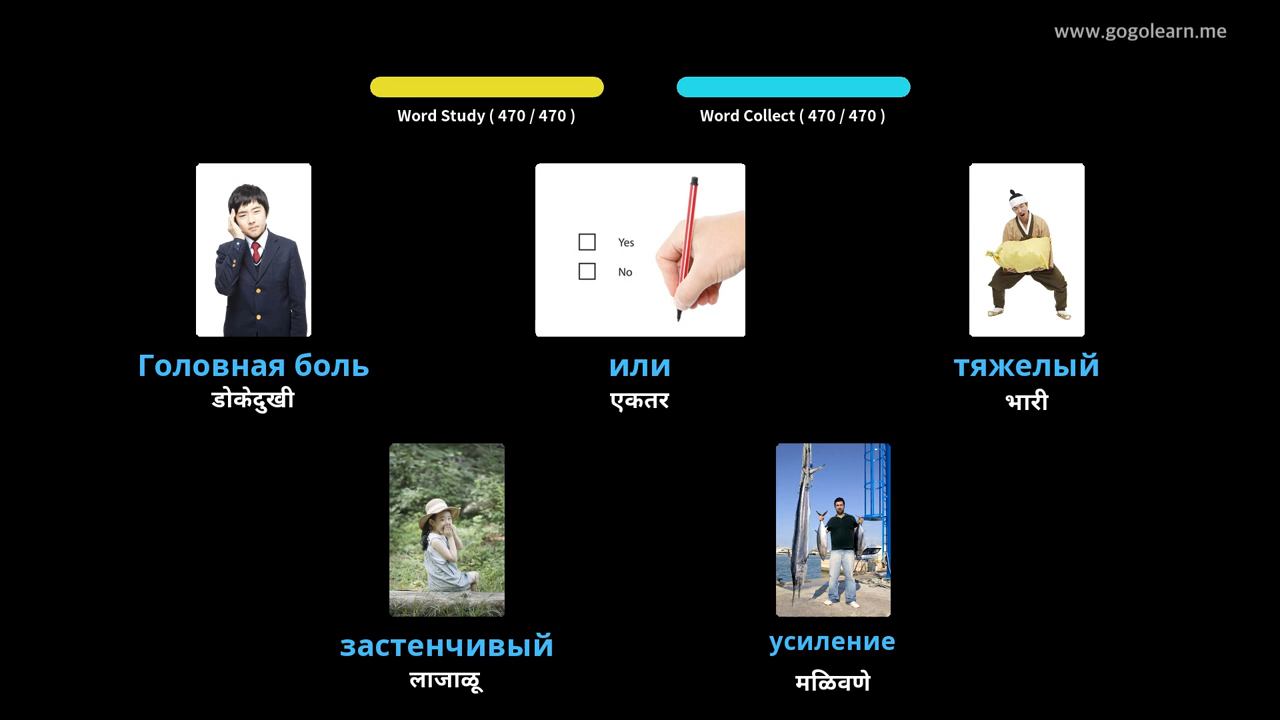 www.gogolearn.me
Word Study ( 470 / 470 )
Word Collect ( 470 / 470 )
Yes
No
Головная боль
डोकेदुखी
или
एकतर
тяжелый
भारी
застенчивый
लाजाळू
усиление
मळिवणे